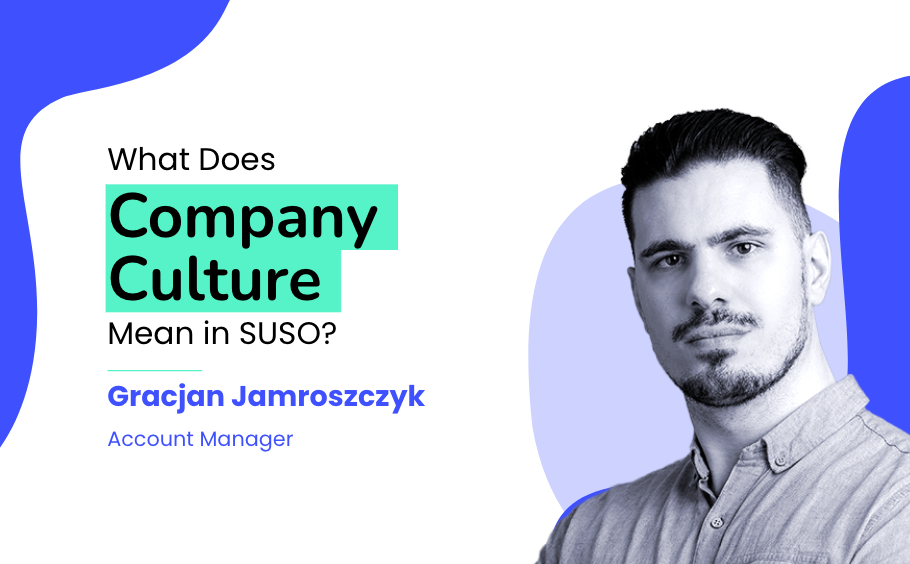 What Does
Company
Culture
Mean in SUSO?
Gracjan Jamroszczyk
Account Manager